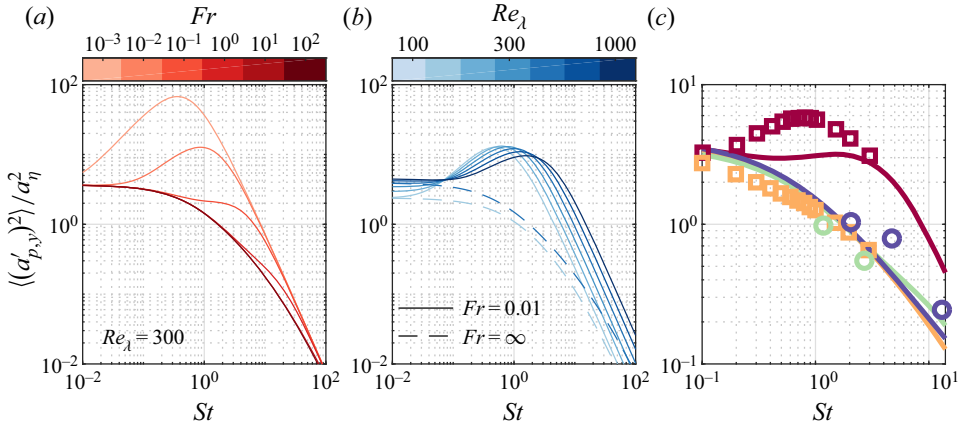 (a) Fr (b) Re_λ (c)
10^−3 10^−2 10^−1 10^0 10^1 10^2 100 300 1000
10^2 10^2 10^1
⟨(a′_{p,y})^2⟩/a_η^2
10^0 10^0 10^0
Re_λ = 300 Fr = 0.01
Fr = ∞
10^−2 10^−2 10^−2
10^−2 10^0 10^2 10^−2 10^0 10^2 10^−1 10^0 10^1
St St St